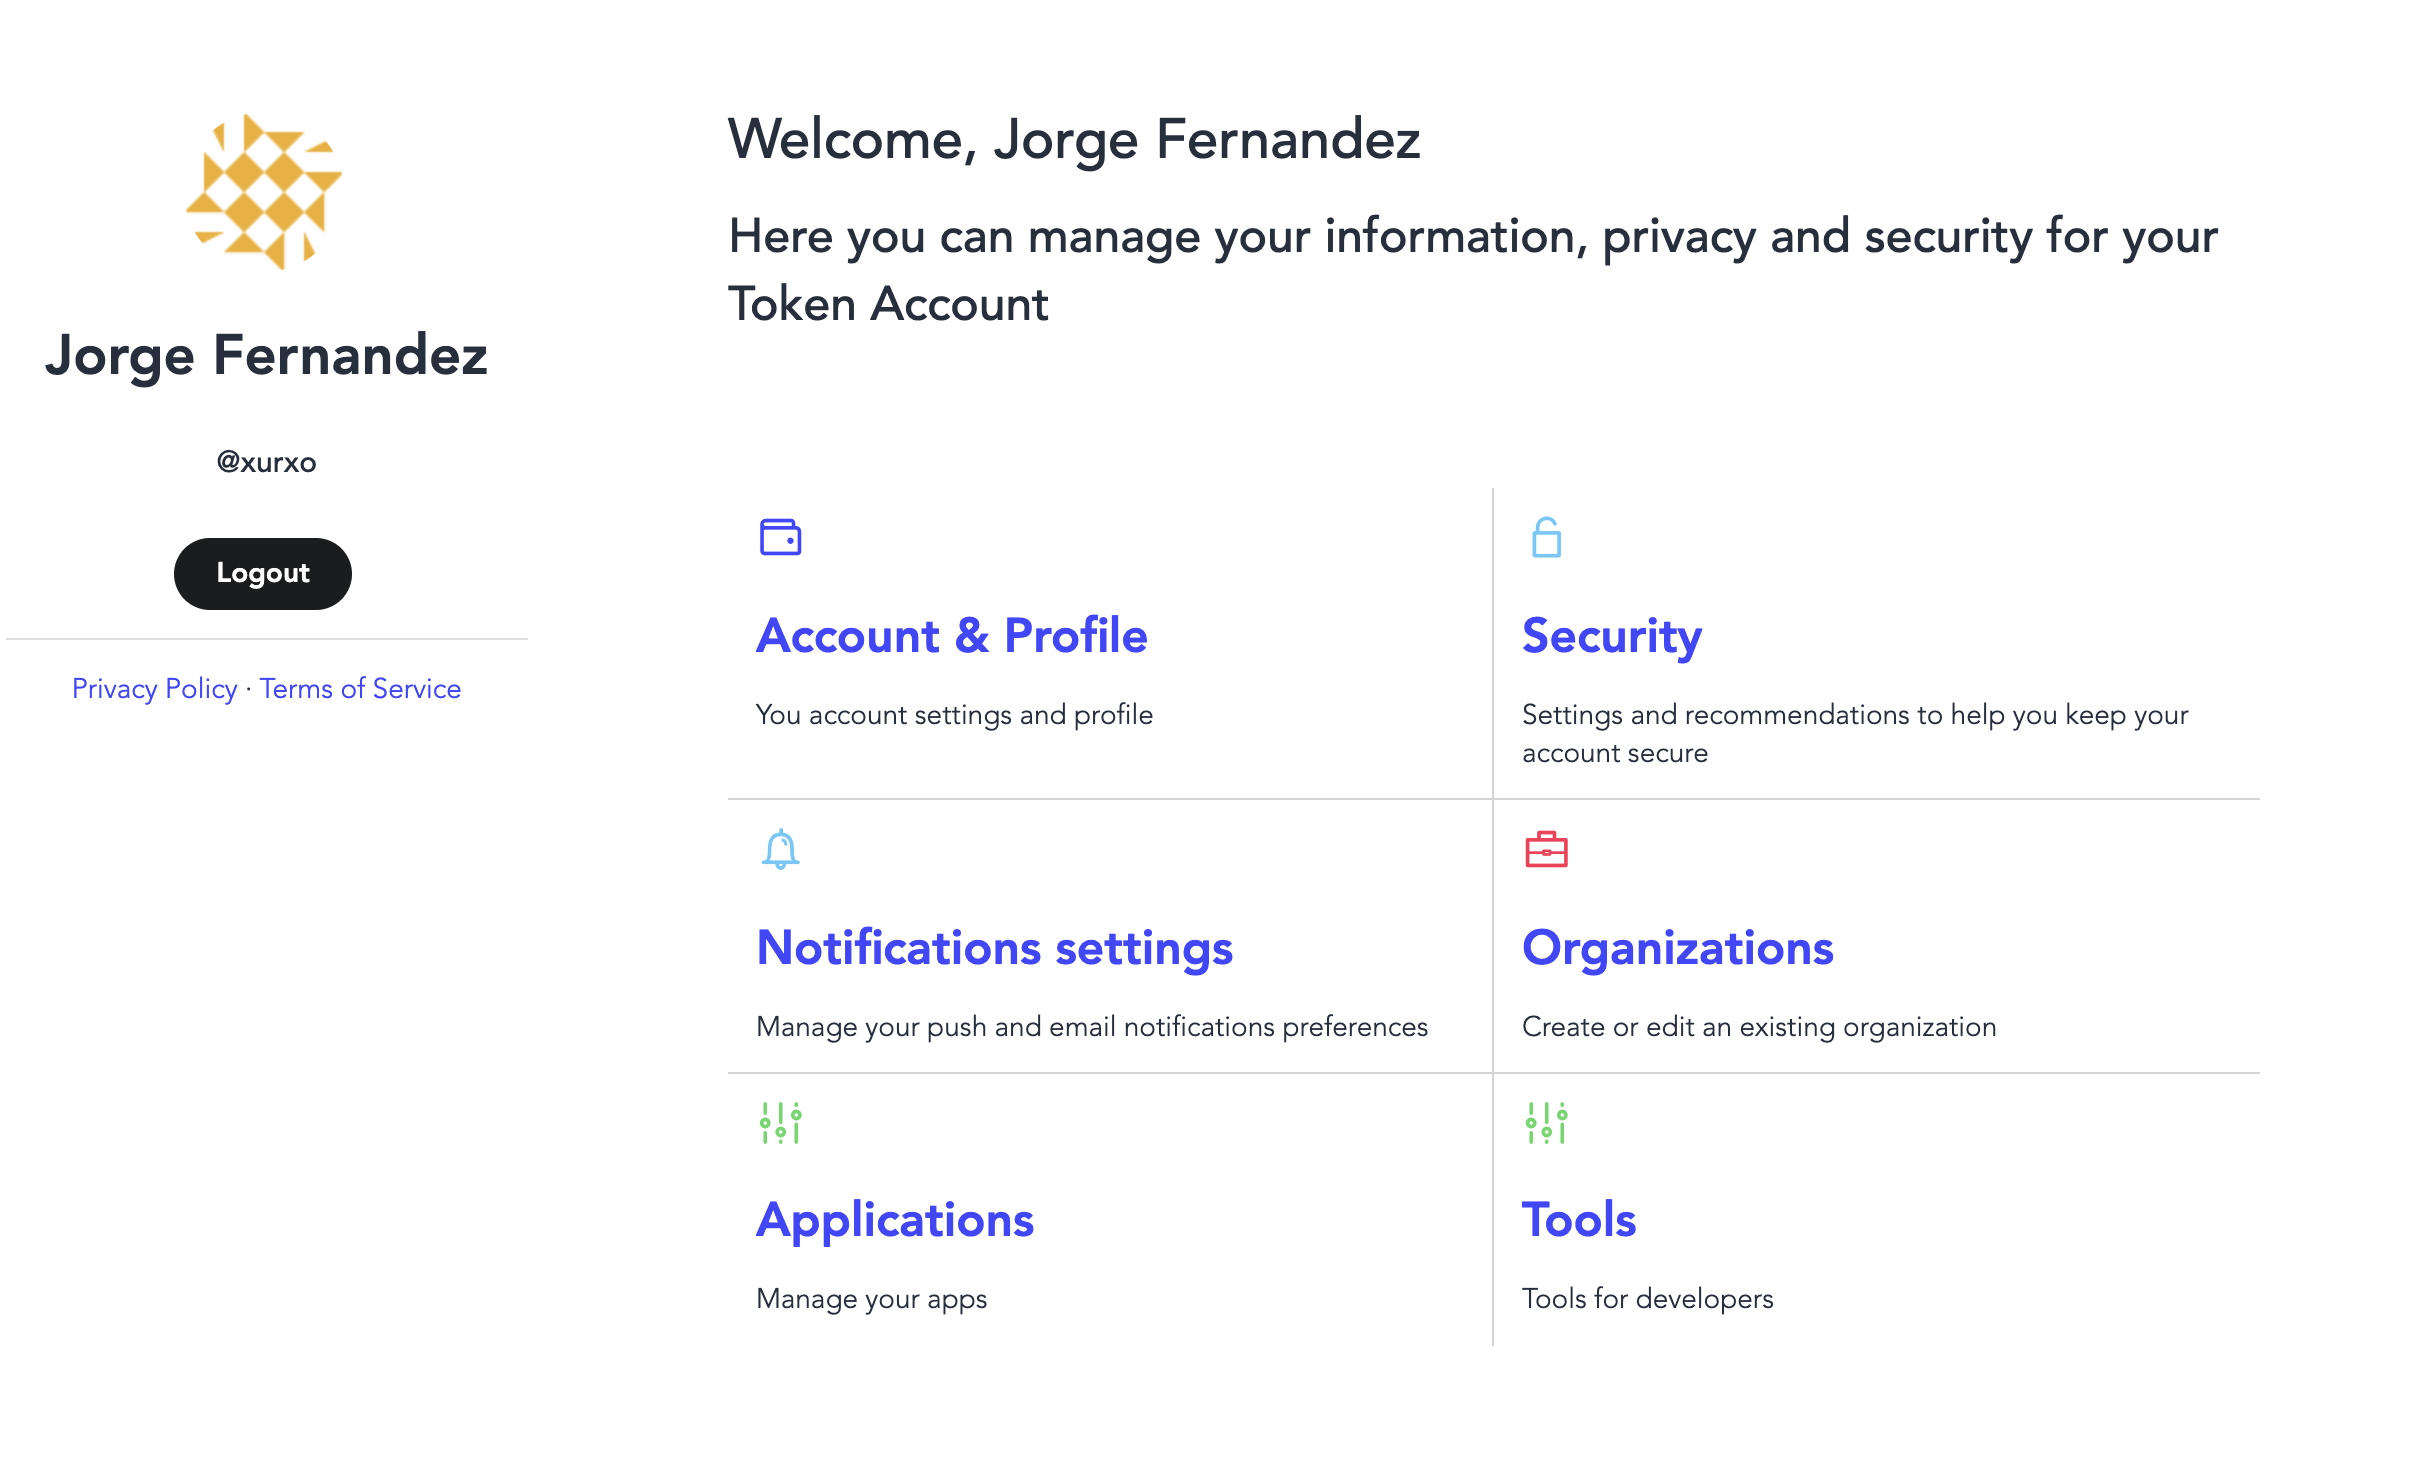 Jorge Fernandez
@xurxo
Logout
Privacy Policy · Terms of Service
Welcome, Jorge Fernandez
Here you can manage your information, privacy and security for your
Token Account
Account & Profile
You account settings and profile
Security
Settings and recommendations to help you keep your
account secure
Notifications settings
Manage your push and email notifications preferences
Organizations
Create or edit an existing organization
Applications
Manage your apps
Tools
Tools for developers